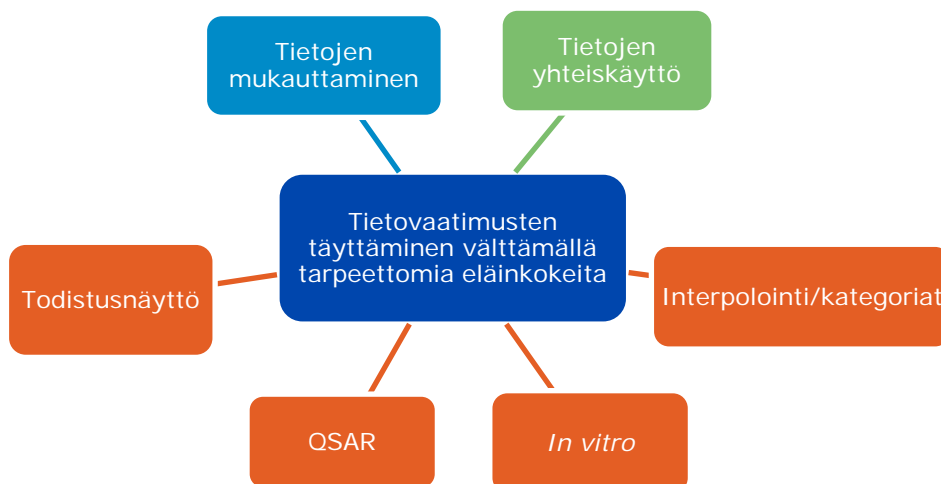 Tietojen
mukauttaminen
Tietojen
yhteiskäyttö
Tietovaatimusten
täyttäminen välttämällä
tarpeettomia eläinkokeita
Todistusnäyttö
Interpolointi/kategoriat
QSAR
In vitro